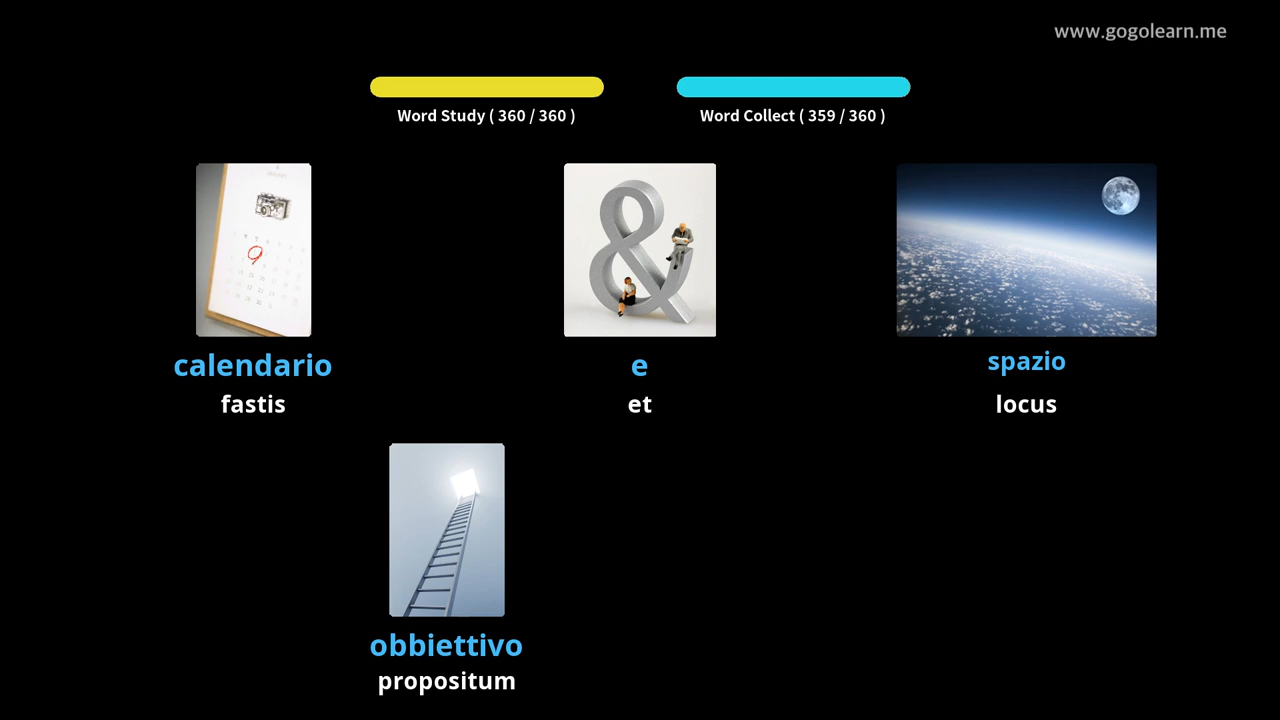 www.gogolearn.me
Word Study ( 360 / 360 )
Word Collect ( 359 / 360 )
calendario
fastis
e
et
spazio
locus
obbiettivo
propositum
&